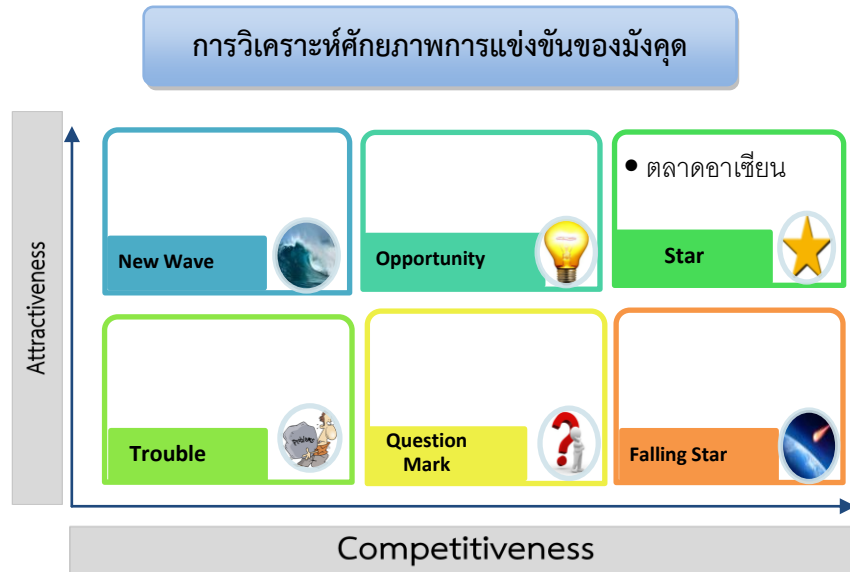 การวิเคราะห์ศักยภาพการแข่งขันของมังคุด
Attractiveness
• ตลาดอาเซียน
New Wave
Opportunity
Star
Problems
Trouble
Question
Mark
Falling Star
Competitiveness